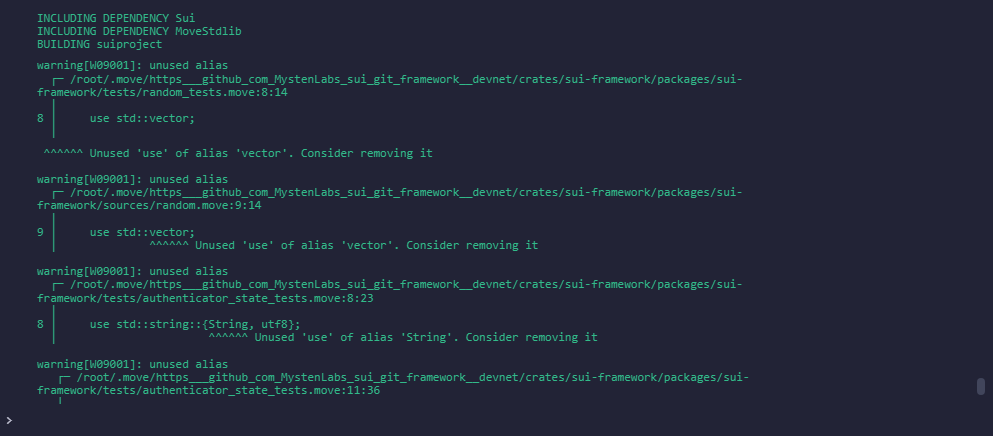 INCLUDING DEPENDENCY Sui
INCLUDING DEPENDENCY MoveStdlib
BUILDING suiproject
warning[W09001]: unused alias
┌─ /root/.move/https___github_com_MystenLabs_sui_git_framework__devnet/crates/sui-framework/packages/sui-
framework/tests/random_tests.move:8:14
│
8 │     use std::vector;
│
^^^^^^ Unused 'use' of alias 'vector'. Consider removing it
warning[W09001]: unused alias
┌─ /root/.move/https___github_com_MystenLabs_sui_git_framework__devnet/crates/sui-framework/packages/sui-
framework/sources/random.move:9:14
│
9 │     use std::vector;
│              ^^^^^^ Unused 'use' of alias 'vector'. Consider removing it
warning[W09001]: unused alias
┌─ /root/.move/https___github_com_MystenLabs_sui_git_framework__devnet/crates/sui-framework/packages/sui-
framework/tests/authenticator_state_tests.move:8:23
│
8 │     use std::string::{String, utf8};
│                       ^^^^^^ Unused 'use' of alias 'String'. Consider removing it
warning[W09001]: unused alias
┌─ /root/.move/https___github_com_MystenLabs_sui_git_framework__devnet/crates/sui-framework/packages/sui-
framework/tests/authenticator_state_tests.move:11:36
│
>